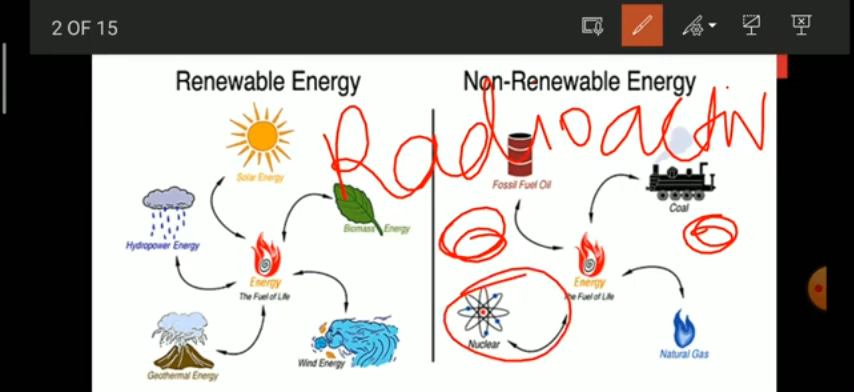 2 OF 15
Renewable Energy
Non-Renewable Energy
Radioactiv
Solar Energy
Fossil Fuel Oil
Coal
Biomass Energy
Hydropower Energy
Energy
The Fuel of Life
Energy
The Fuel of Life
Nuclear
Wind Energy
Natural Gas
Geothermal Energy